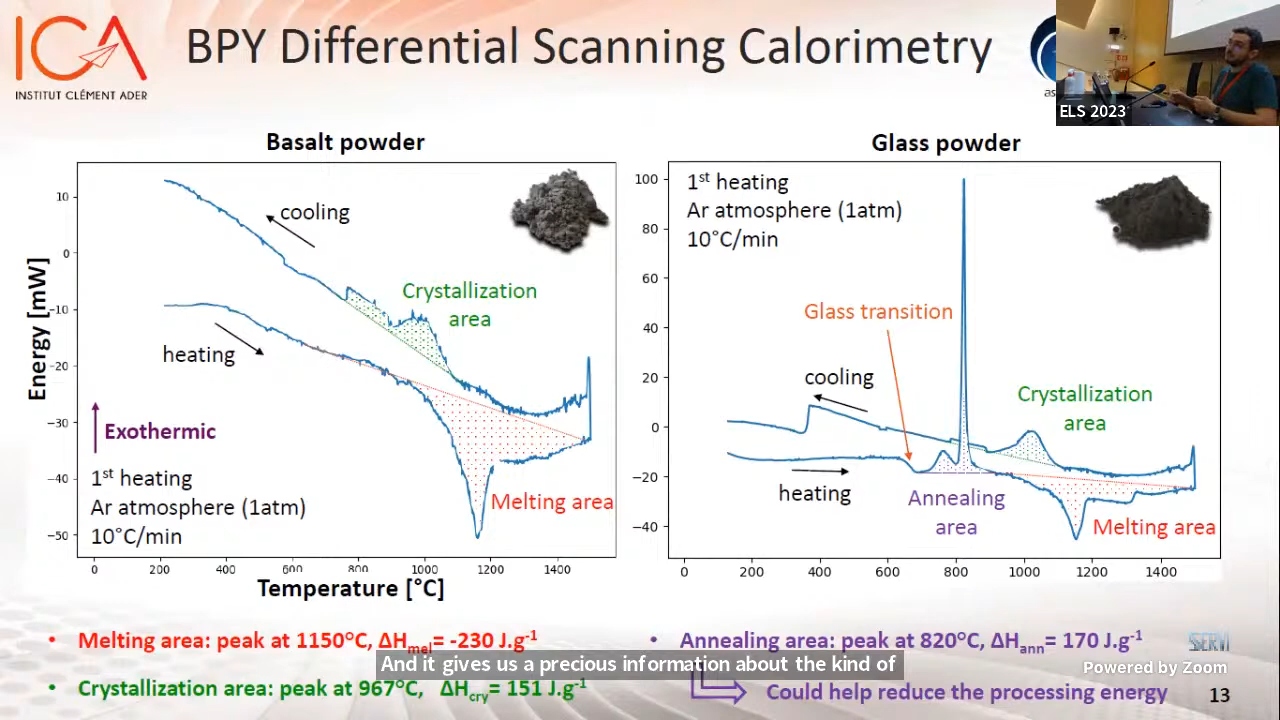 ICA
INSTITUT CLÉMENT ADER
BPY Differential Scanning Calorimetry
as
ELS 2023
Basalt powder
Energy [mW]
10
0
−10
−20
−30
−40
−50
cooling
Crystallization
area
heating
Exothermic
1st heating
Ar atmosphere (1atm)
10°C/min
Melting area
0
200
400
600
800
1000
1200
1400
Temperature [°C]
Glass powder
100
80
60
40
20
0
−20
−40
1st heating
Ar atmosphere (1atm)
10°C/min
Glass transition
cooling
Crystallization
area
heating
Annealing
area
Melting area
0
200
400
600
800
1000
1200
1400
• Melting area: peak at 1150°C, ΔHmel= -230 J.g-1
• Crystallization area: peak at 967°C, ΔHcry= 151 J.g-1
• Annealing area: peak at 820°C, ΔHann= 170 J.g-1
Could help reduce the processing energy
And it gives us a precious information about the kind of
Powered by Zoom
13